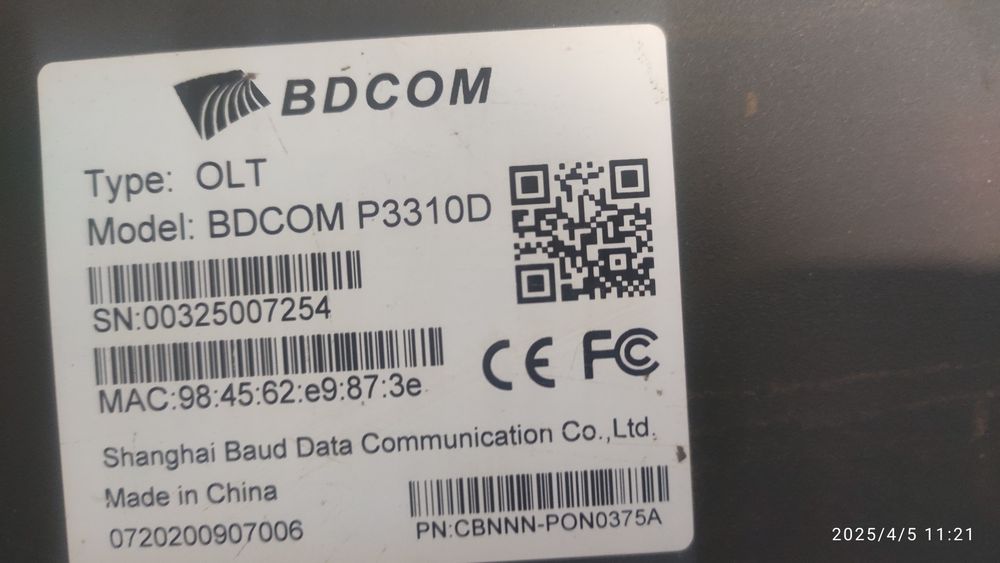 BDCOM
Type: OLT
Model: BDCOM P3310D
SN:00325007254
MAC:98:45:62:e9:87:3e
CE FCC
Shanghai Baud Data Communication Co.,Ltd.
Made in China
0720200907006
PN:CBNNN-PON0375A
2025/4/5 11:21